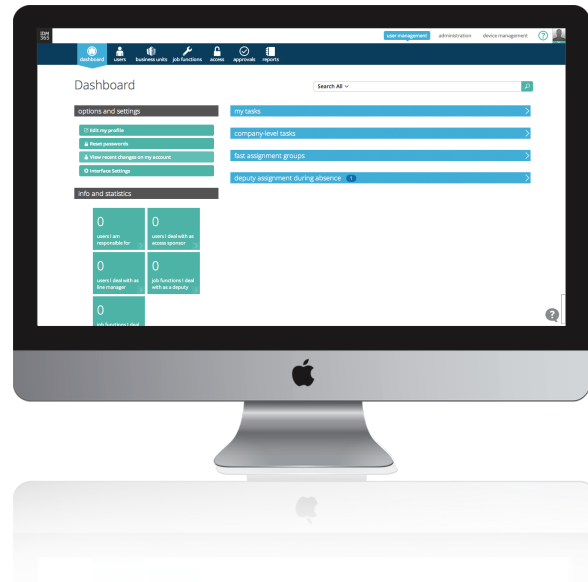 IDM
365
user management
administration
device management
?
dashboard
users
business units
job functions
access
approvals
reports
Dashboard
Search All
options and settings
Edit my profile
Reset passwords
View recent changes on my account
Interface Settings
info and statistics
0
users I am
responsible for
0
users I deal with as
access sponsor
0
users I deal with as
line manager
0
job functions I deal
with as a deputy
0
job functions I deal
my tasks
company-level tasks
fast assignment groups
deputy assignment during absence 1
?